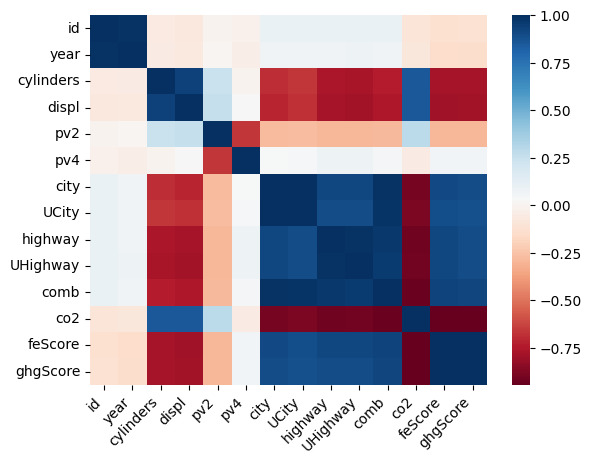 id
year
cylinders
displ
pv2
pv4
city
UCity
highway
UHighway
comb
co2
feScore
ghgScore
id
year
cylinders
displ
pv2
pv4
city
UCity
highway
UHighway
comb
co2
feScore
ghgScore
1.00
0.75
0.50
0.25
0.00
−0.25
−0.50
−0.75